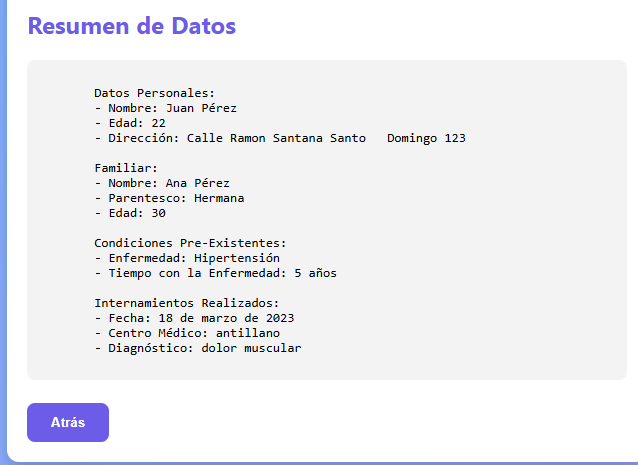 Resumen de Datos
Datos Personales:
- Nombre: Juan Pérez
- Edad: 22
- Dirección: Calle Ramon Santana Santo   Domingo 123
Familiar:
- Nombre: Ana Pérez
- Parentesco: Hermana
- Edad: 30
Condiciones Pre-Existentes:
- Enfermedad: Hipertensión
- Tiempo con la Enfermedad: 5 años
Internamientos Realizados:
- Fecha: 18 de marzo de 2023
- Centro Médico: antillano
- Diagnóstico: dolor muscular
Atrás